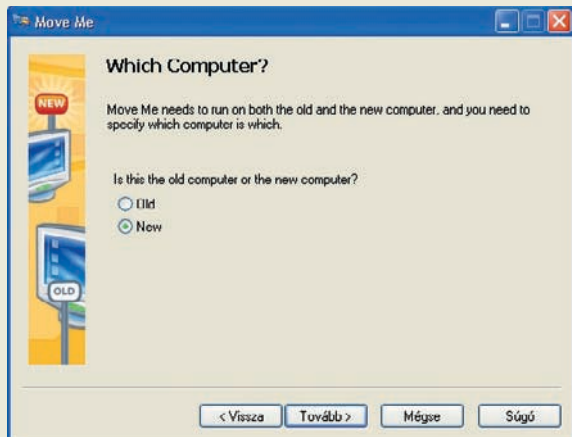 Move Me
Which Computer?
NEW
Move Me needs to run on both the old and the new computer, and you need to
specify which computer is which.
Is this the old computer or the new computer?
Old
New
OLD
< Vissza Tovább > Mégse Súgó